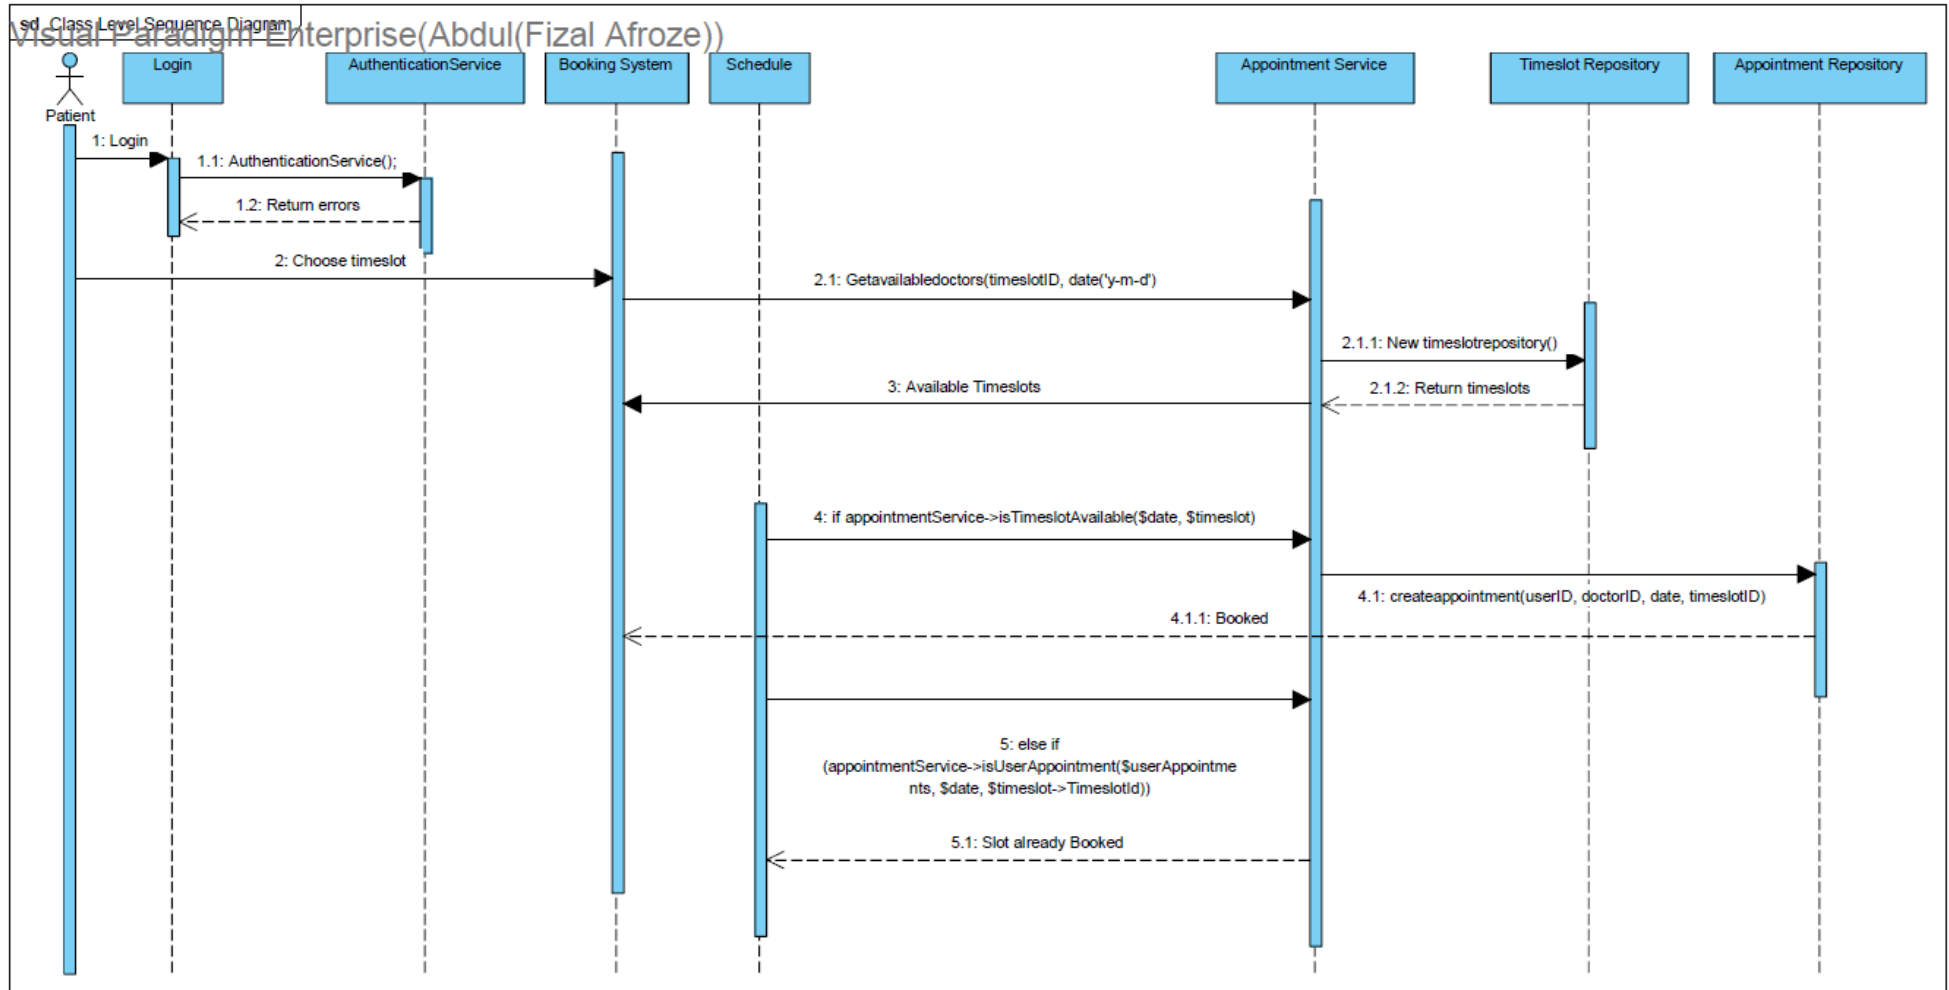 sd Class Level Sequence Diagram
Visual Paradigm Enterprise(Abdul(Fizal Afroze))
Login
AuthenticationService
Booking System
Schedule
Appointment Service
Timeslot Repository
Appointment Repository
Patient
1: Login
1.1: AuthenticationService();
1.2: Return errors
2: Choose timeslot
2.1: Getavailabledoctors(timeslotID, date('y-m-d')
2.1.1: New timeslotrepository()
3: Available Timeslots
2.1.2: Return timeslots
4: if appointmentService->isTimeslotAvailable($date, $timeslot)
4.1: createappointment(userID, doctorID, date, timeslotID)
4.1.1: Booked
5: else if
(appointmentService->isUserAppointment($userAppointme
nts, $date, $timeslot->TimeslotId))
5.1: Slot already Booked